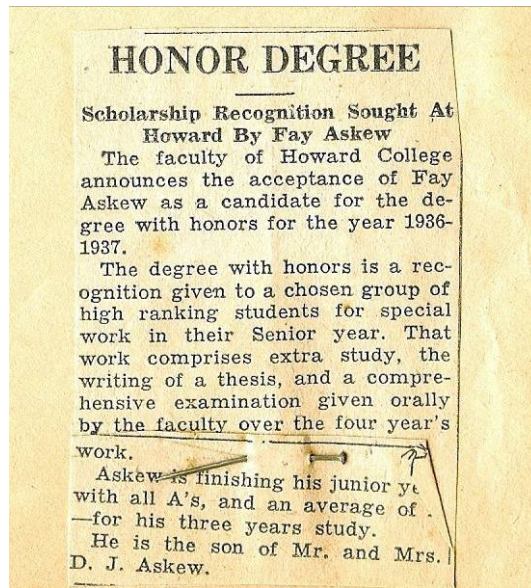 HONOR DEGREE
Scholarship Recognition Sought At
Howard By Fay Askew
The faculty of Howard College
announces the acceptance of Fay
Askew as a candidate for the de-
gree with honors for the year 1936-
1937.
The degree with honors is a rec-
ognition given to a chosen group of
high ranking students for special
work in their Senior year. That
work comprises extra study, the
writing of a thesis, and a compre-
hensive examination given orally
by the faculty over the four year's
work.
Askew is finishing his junior
with all A's, and an average of
—for his three years study.
He is the son of Mr. and Mrs.
D. J. Askew.